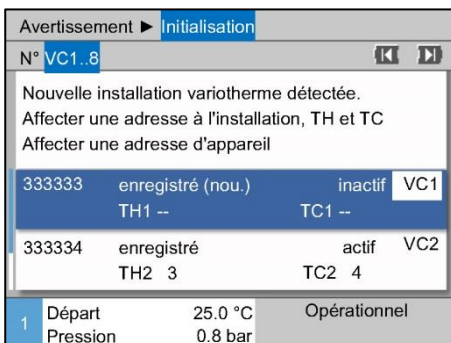 Avertissement ► Initialisation
N° VC1..8
Nouvelle installation variotherme détectée.
Affecter une adresse à l'installation, TH et TC
Affecter une adresse d'appareil
333333 enregistré (nou.) inactif VC1
TH1 -- TC1 --
333334 enregistré actif VC2
TH2 3 TC2 4
1 Départ 25.0 °C Opérationnel
Pression 0.8 bar